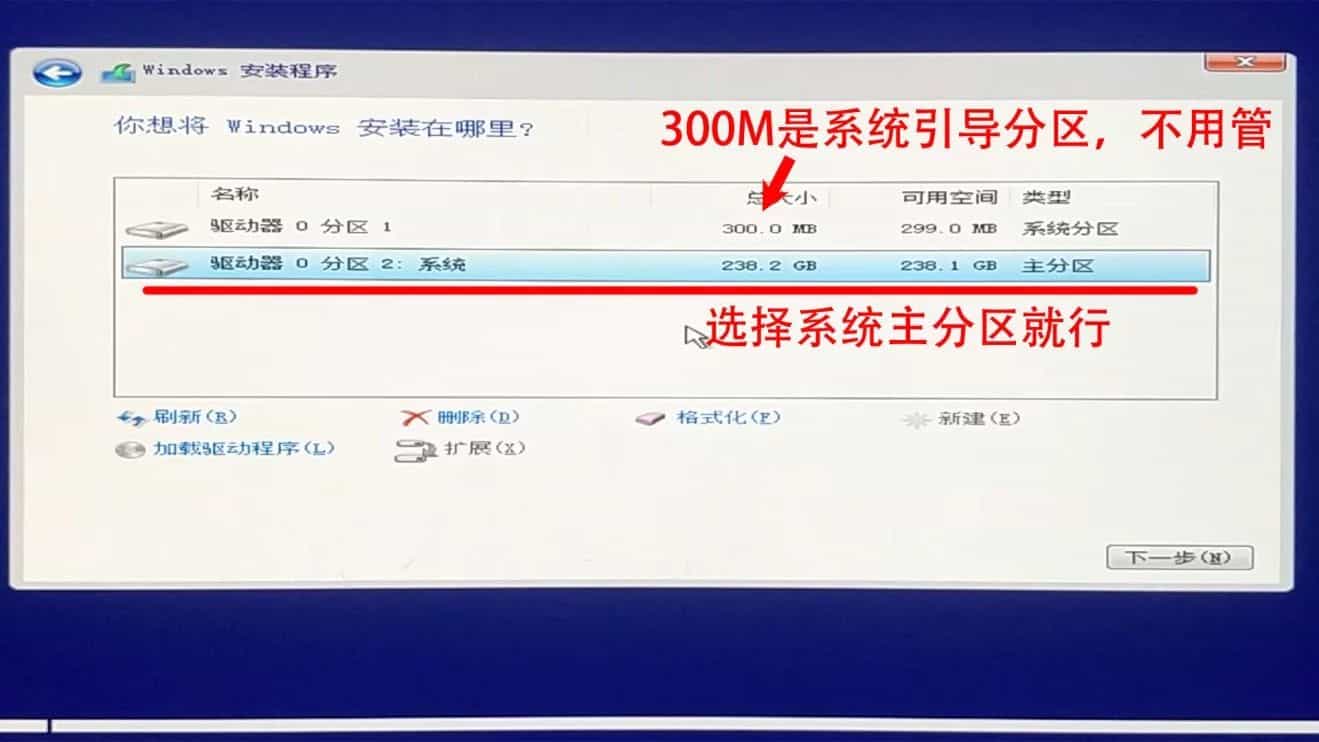 Windows 安装程序
你想将 Windows 安装在哪里?
300M是系统引导分区，不用管
名称 总大小 可用空间 类型
驱动器 0 分区 1 300.0 MB 299.0 MB 系统分区
驱动器 0 分区 2: 系统 238.2 GB 238.1 GB 主分区
选择系统主分区就行
刷新(R) 删除(D) 格式化(F) 新建(E)
加载驱动程序(L) 扩展(X)
下一步(N)